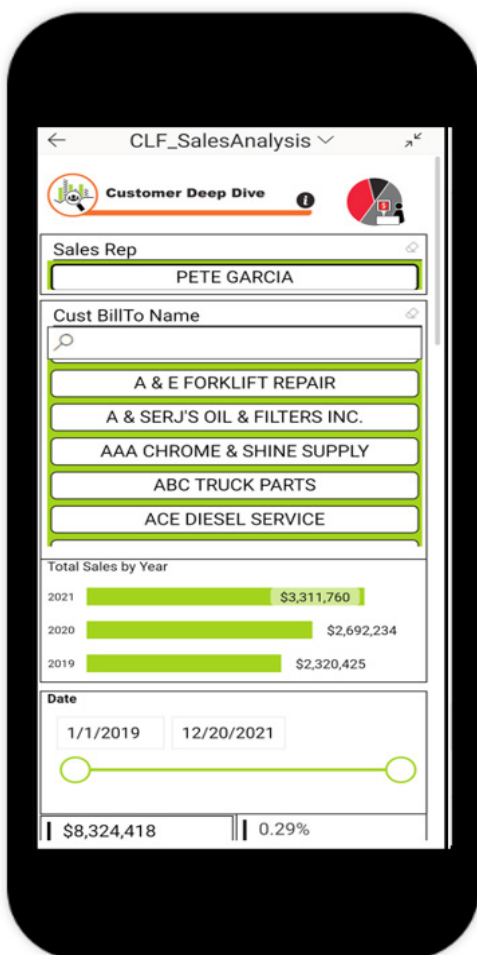 CLF_SalesAnalysis
Customer Deep Dive
i
$
Sales Rep
PETE GARCIA
Cust BillTo Name
A & E FORKLIFT REPAIR
A & SERJ'S OIL & FILTERS INC.
AAA CHROME & SHINE SUPPLY
ABC TRUCK PARTS
ACE DIESEL SERVICE
Total Sales by Year
2021 $3,311,760
2020 $2,692,234
2019 $2,320,425
Date
1/1/2019 12/20/2021
$8,324,418 0.29%